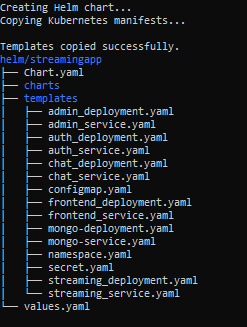 Creating Helm chart...
Copying Kubernetes manifests...
Templates copied successfully.
helm/streamingapp
├── Chart.yaml
├── charts
├── templates
│   ├── admin_deployment.yaml
│   ├── admin_service.yaml
│   ├── auth_deployment.yaml
│   ├── auth_service.yaml
│   ├── chat_deployment.yaml
│   ├── chat_service.yaml
│   ├── configmap.yaml
│   ├── frontend_deployment.yaml
│   ├── frontend_service.yaml
│   ├── mongo-deployment.yaml
│   ├── mongo-service.yaml
│   ├── namespace.yaml
│   ├── secret.yaml
│   ├── streaming_deployment.yaml
│   └── streaming_service.yaml
└── values.yaml